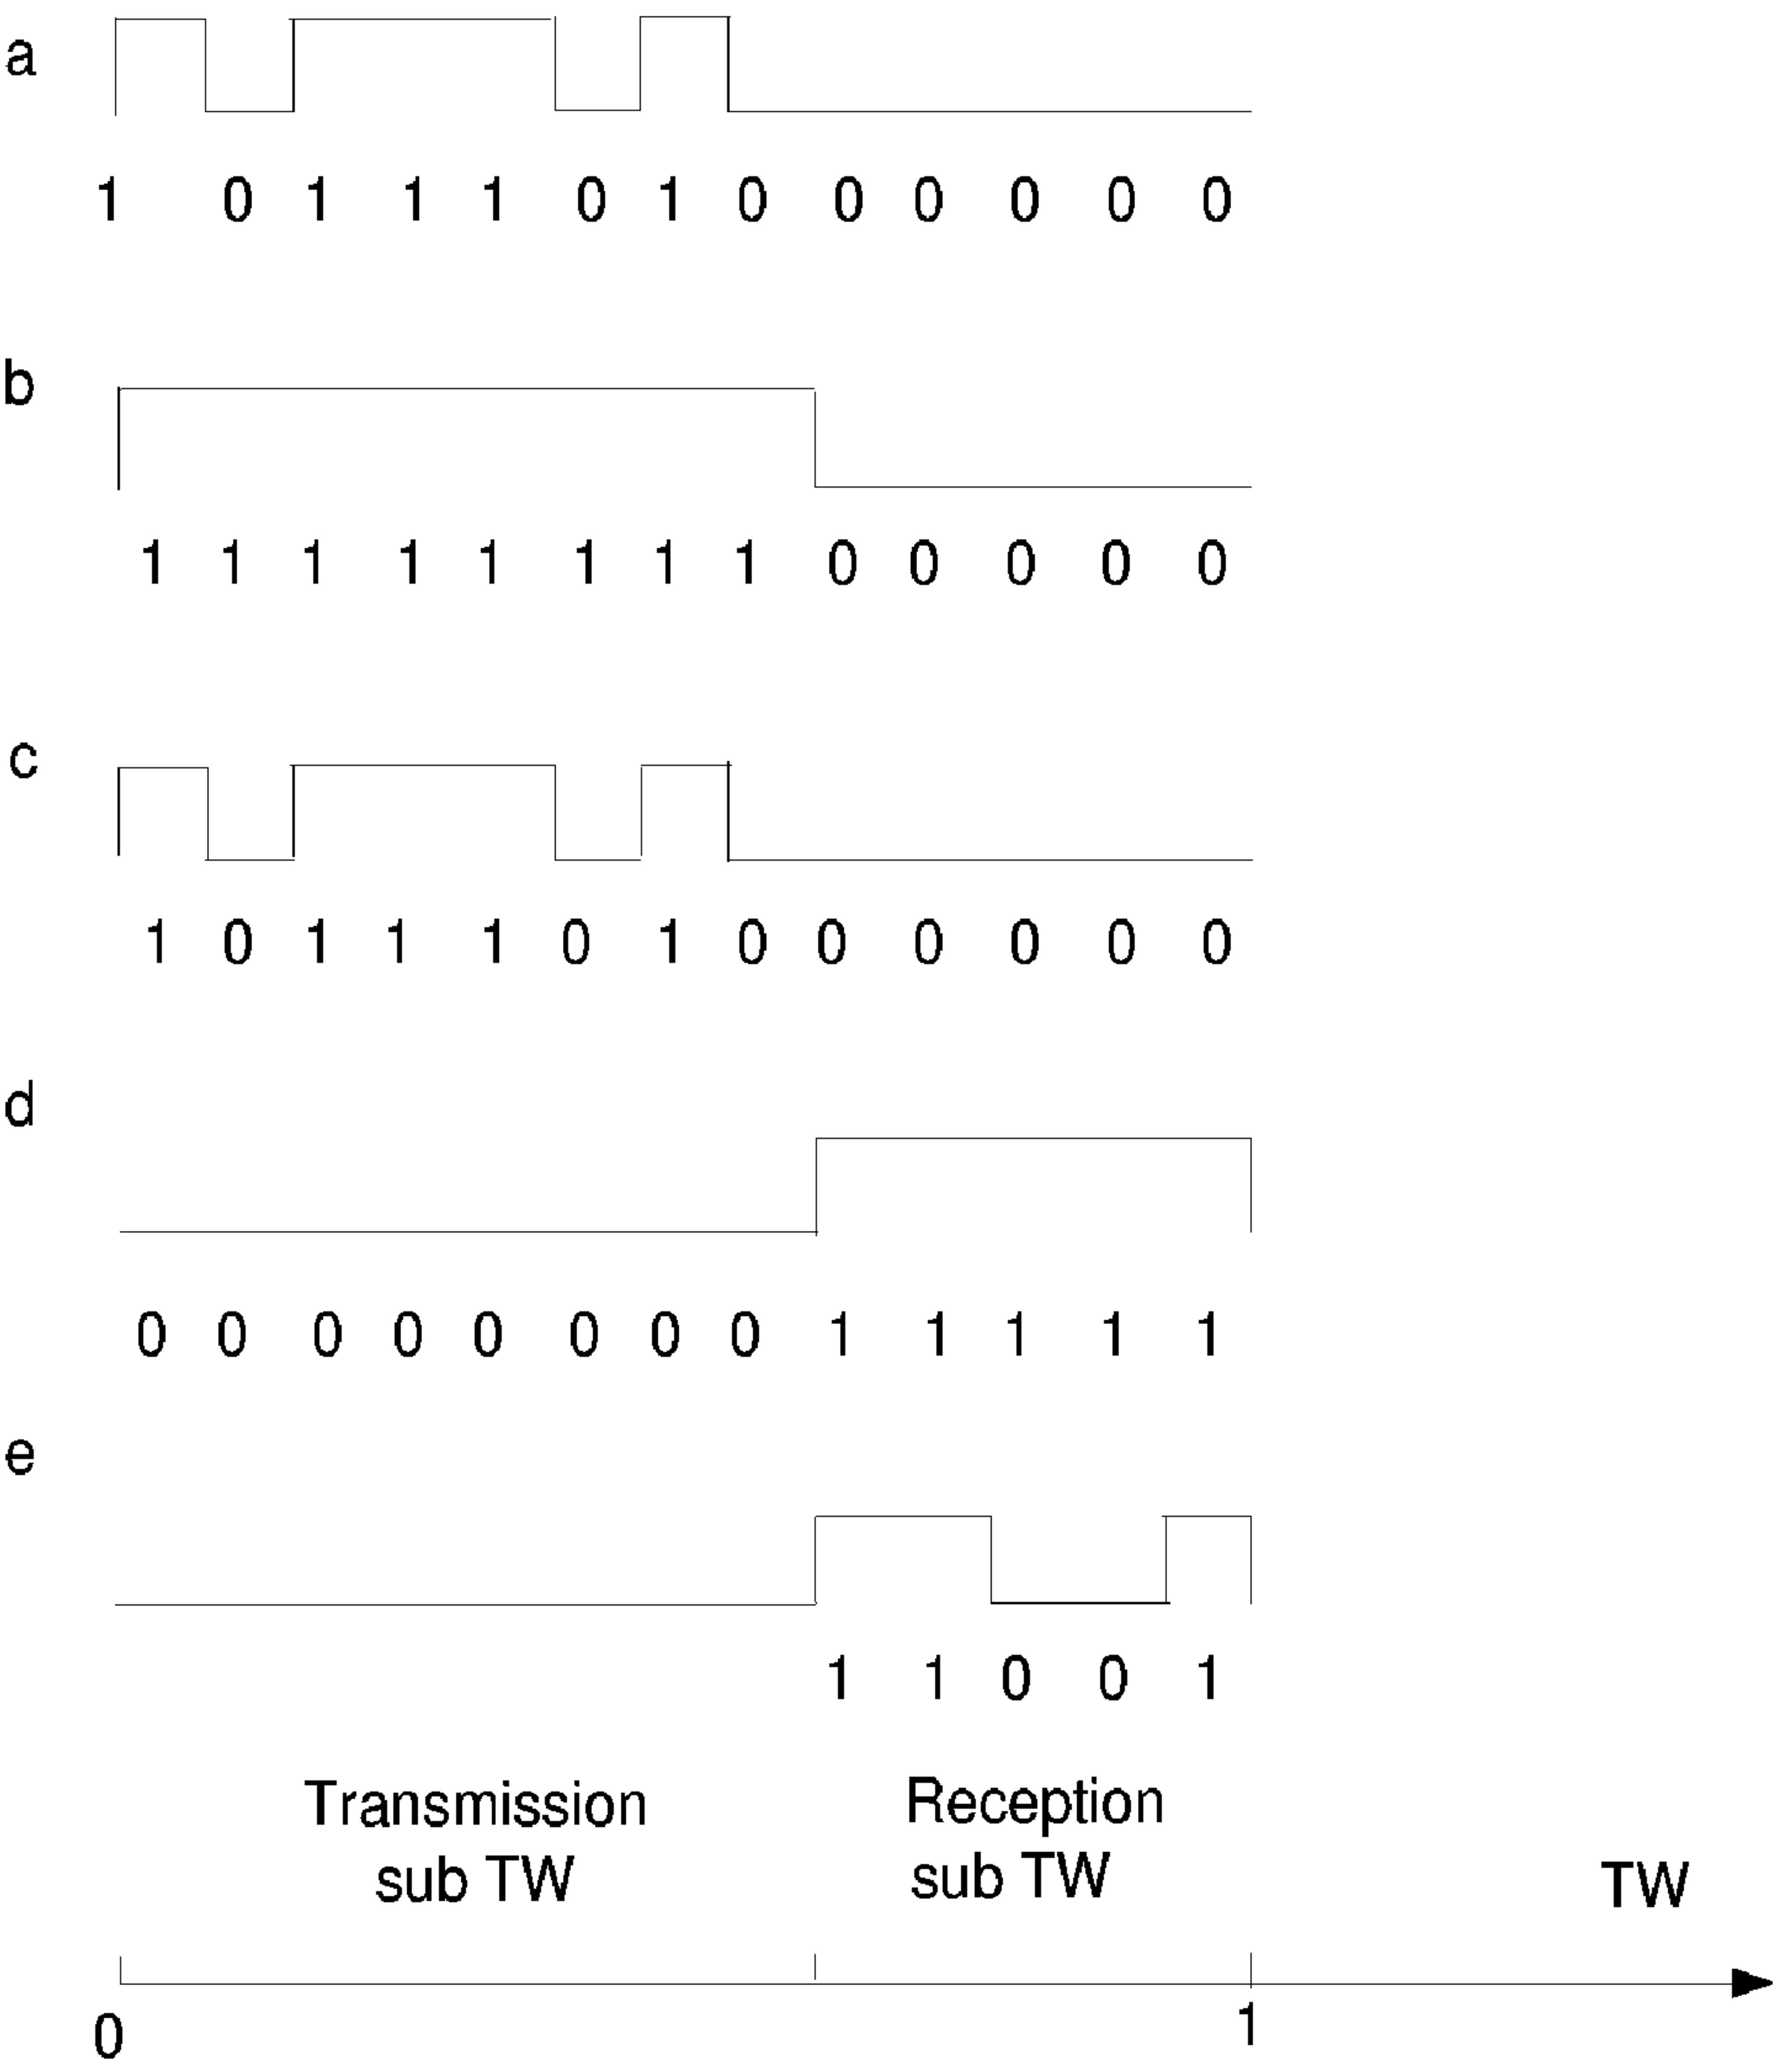 a
1 0 1 1 1 0 1 0 0 0 0 0 0
b
1 1 1 1 1 1 1 1 0 0 0 0 0
c
1 0 1 1 1 0 1 0 0 0 0 0 0
d
0 0 0 0 0 0 0 0 1 1 1 1 1
e
1 1 0 0 1
Transmission
sub TW
Reception
sub TW
TW
0 1